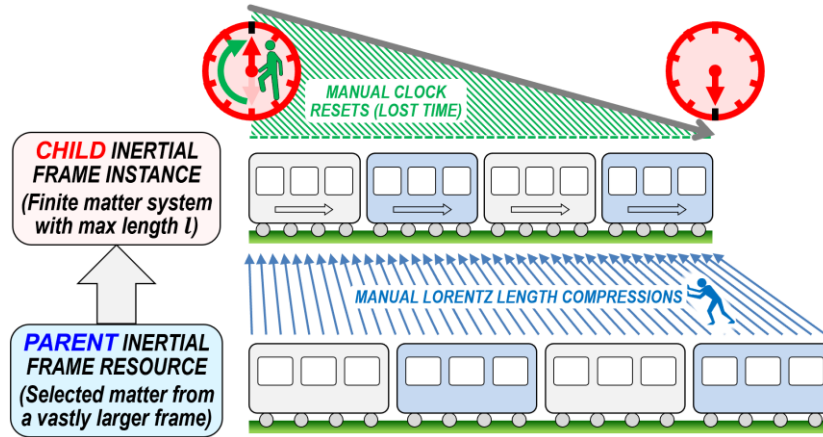 MANUAL CLOCK
RESETS (LOST TIME)
CHILD INERTIAL
FRAME INSTANCE
(Finite matter system
with max length l)
MANUAL LORENTZ LENGTH COMPRESSIONS
PARENT INERTIAL
FRAME RESOURCE
(Selected matter from
a vastly larger frame)